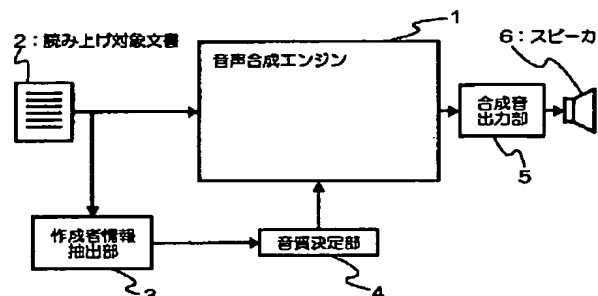 1
2：読み上げ対象文書
6：スピーカ
音声合成エンジン
合成音
出力部
5
作成者情報
抽出部
3
音質決定部
4